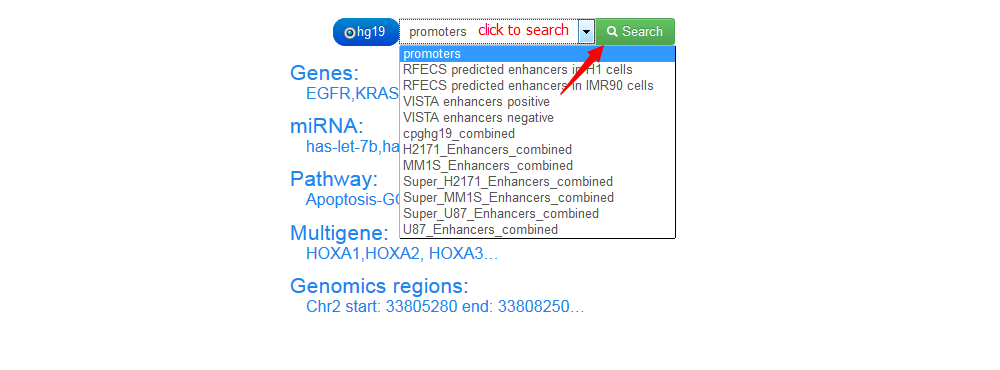 hg19 promoters click to search Search
promoters
RFECS predicted enhancers in H1 cells
RFECS predicted enhancers in IMR90 cells
VISTA enhancers positive
VISTA enhancers negative
cpghg19_combined
H2171_Enhancers_combined
MM1S_Enhancers_combined
Super_H2171_Enhancers_combined
Super_MM1S_Enhancers_combined
Super_U87_Enhancers_combined
U87_Enhancers_combined
Genes:
EGFR,KRAS
miRNA:
has-let-7b,ha
Pathway:
Apoptosis-GO
Multigene:
HOXA1,HOXA2, HOXA3...
Genomics regions:
Chr2 start: 33805280 end: 33808250...